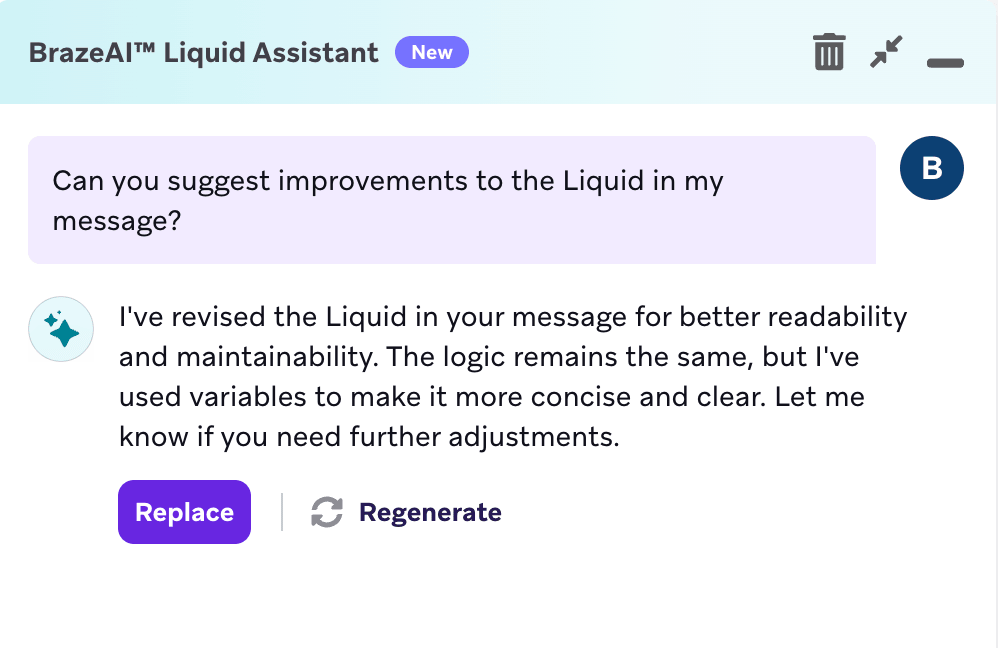 BrazeAI™ Liquid Assistant New
Can you suggest improvements to the Liquid in my
message?
B
I've revised the Liquid in your message for better readability
and maintainability. The logic remains the same, but I've
used variables to make it more concise and clear. Let me
know if you need further adjustments.
Replace
Regenerate